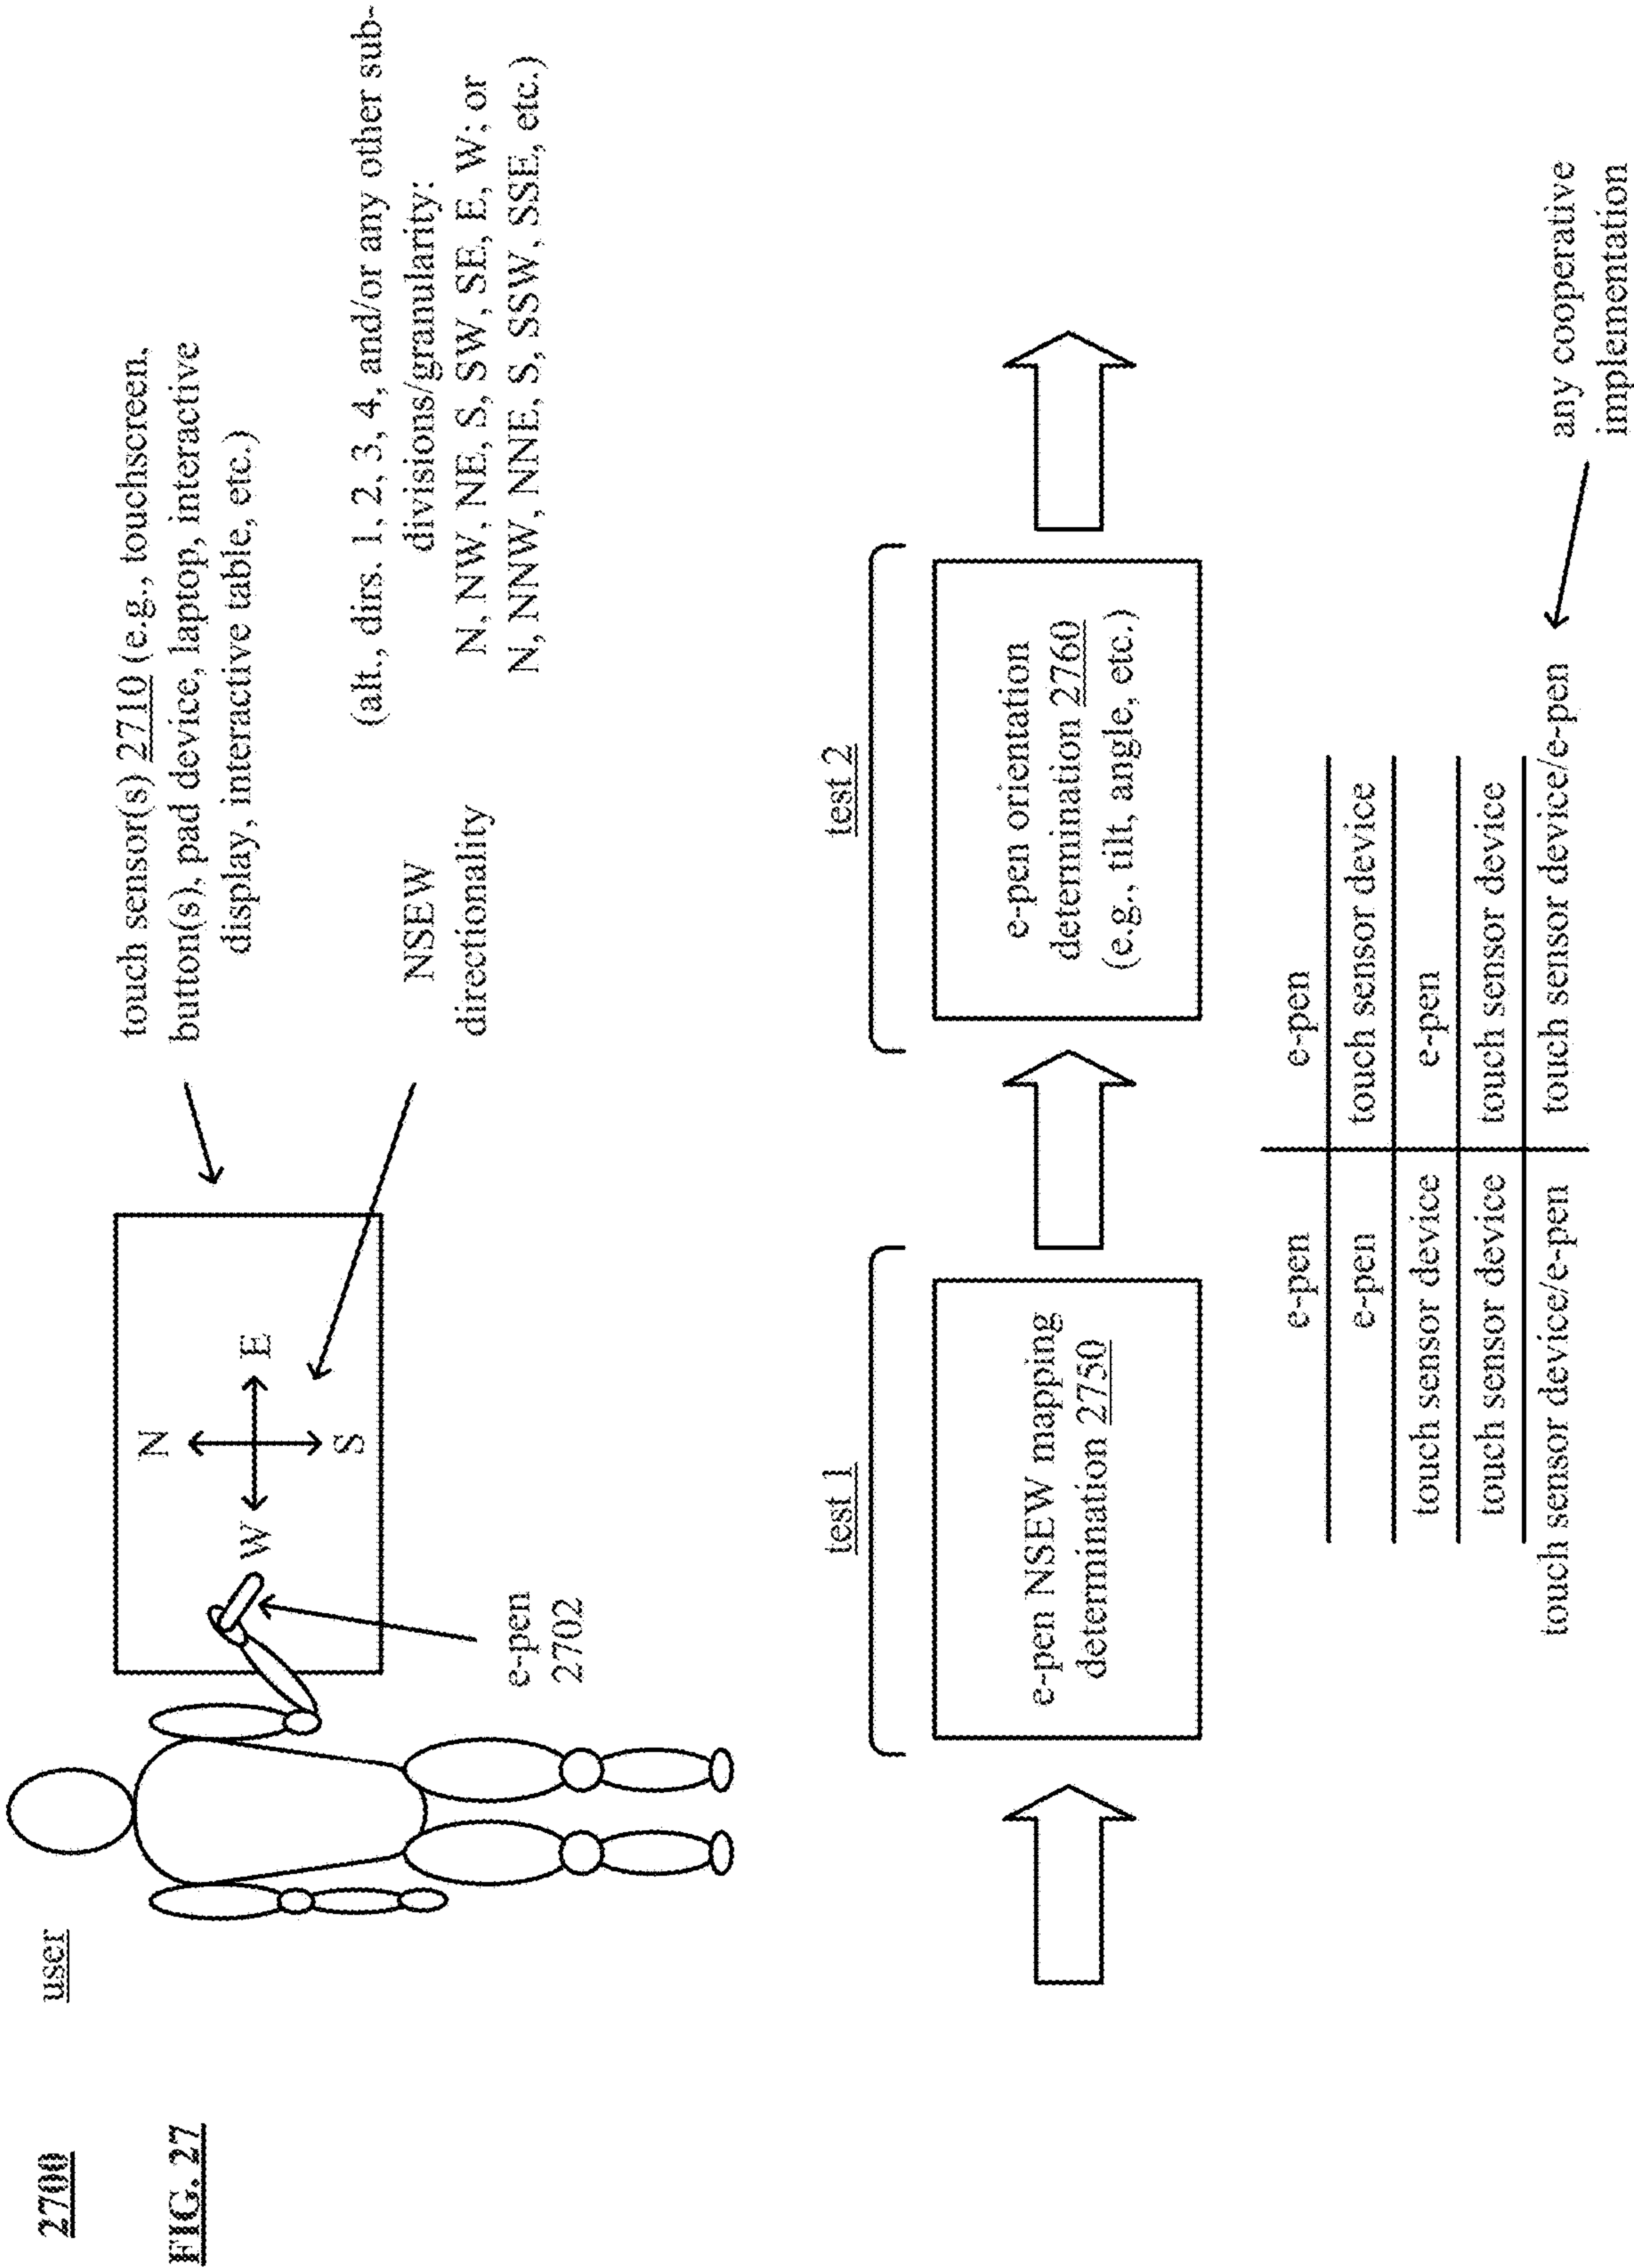 2700
FIG. 27
user
e-pen
2702
N
W
E
S
touch sensor(s) 2710 (e.g., touchscreen,
button(s), pad device, laptop, interactive
display, interactive table, etc.)
NSEW
directionality
(alt., dirs. 1, 2, 3, 4, and/or any other sub-
divisions/granularity:
N, NW, NE, S, SW, SE, E, W; or
N, NNW, NNE, S, SSW, SSE, etc.)
test 1
e-pen NSEW mapping
determination 2750
test 2
e-pen orientation
determination 2760
(e.g., tilt, angle, etc.)
e-pen e-pen
e-pen touch sensor device
touch sensor device e-pen
touch sensor device touch sensor device
touch sensor device/e-pen touch sensor device/e-pen
any cooperative
implementation